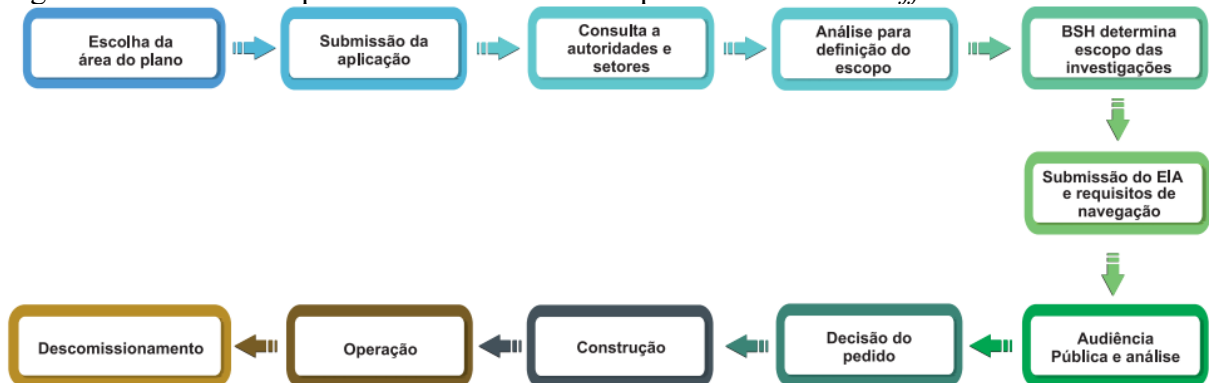 Escolha da
área do plano
Submissão da
aplicação
Consulta a
autoridades e
setores
Análise para
definição do
escopo
BSH determina
escopo das
investigações
Submissão do EIA
e requisitos de
navegação
Audiência
Pública e análise
Decisão do
pedido
Construção
Operação
Descomissionamento